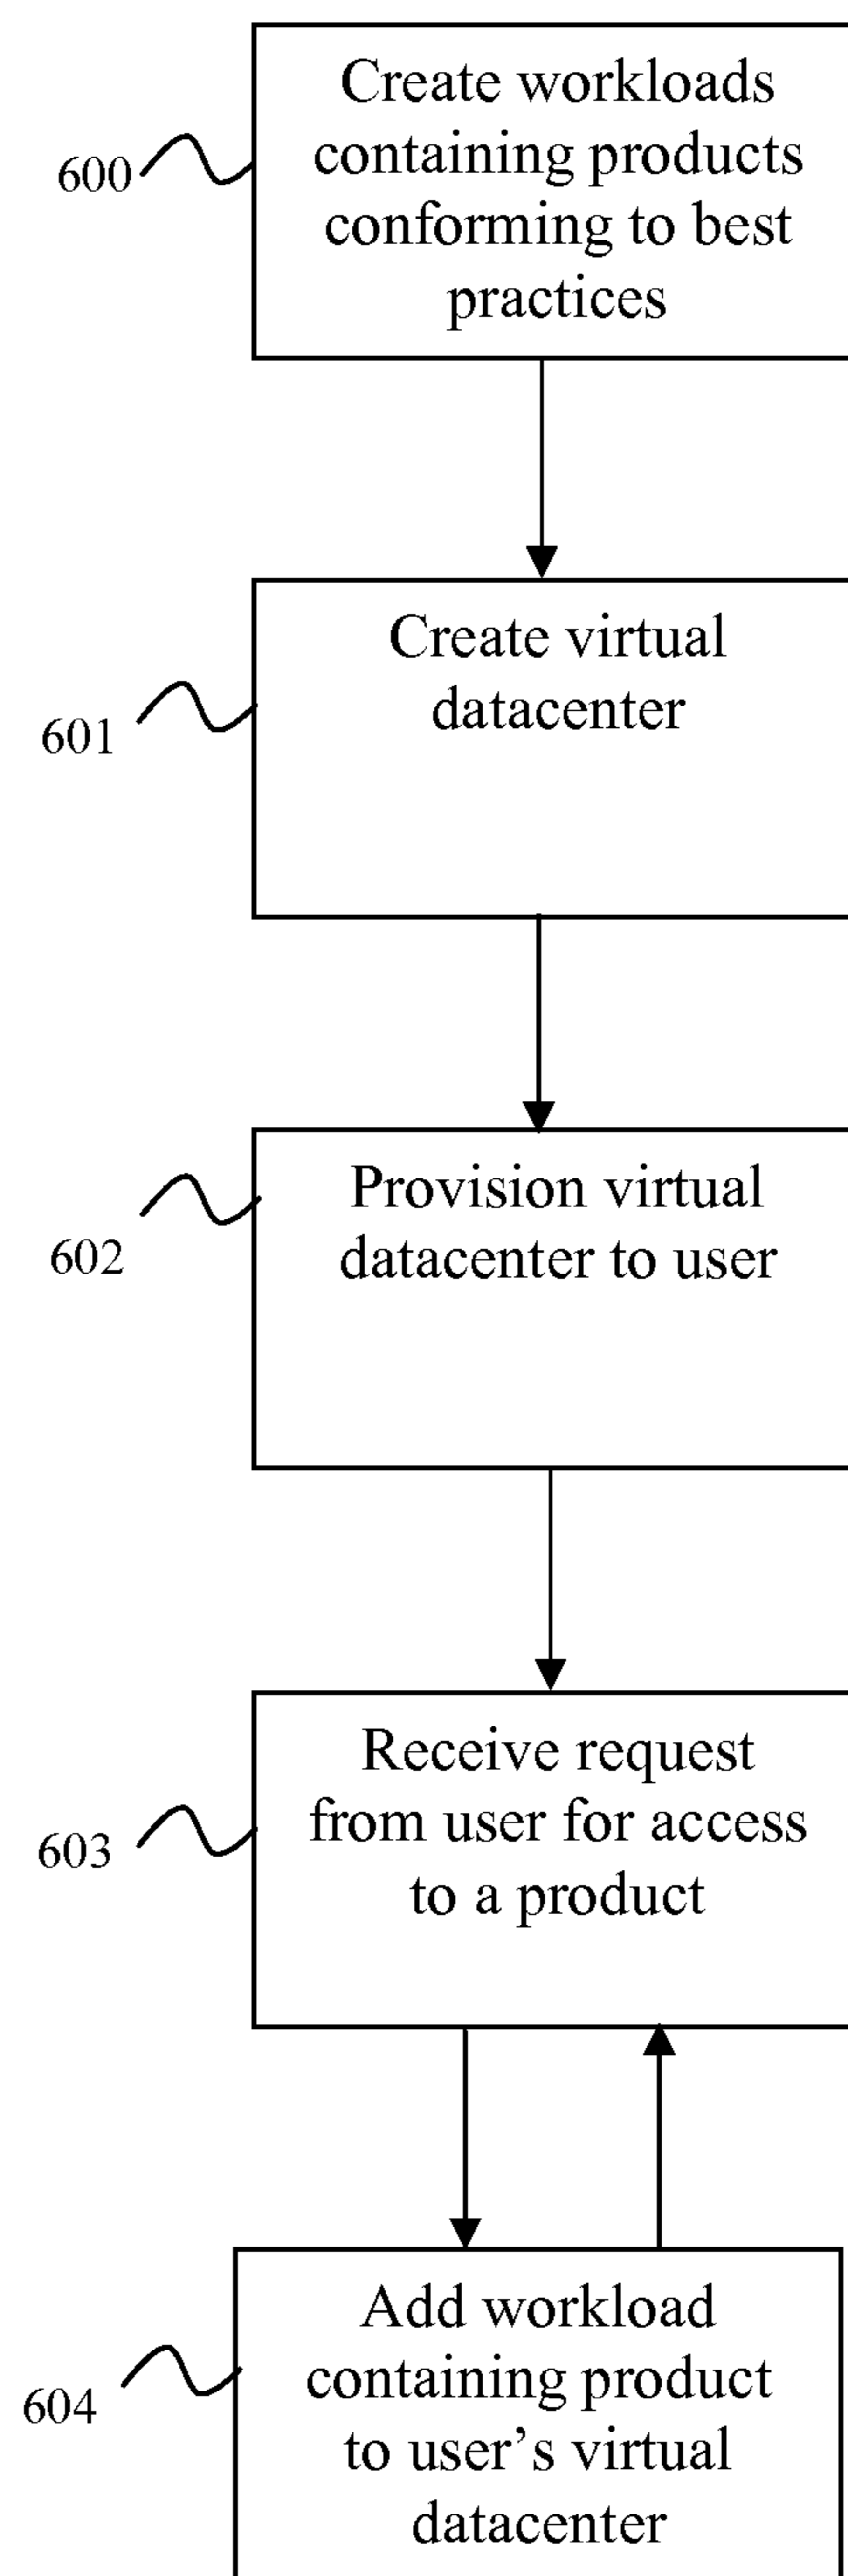 Create workloads
containing products
conforming to best
practices
600
Create virtual
datacenter
601
Provision virtual
datacenter to user
602
Receive request
from user for access
to a product
603
Add workload
containing product
to user’s virtual
datacenter
604